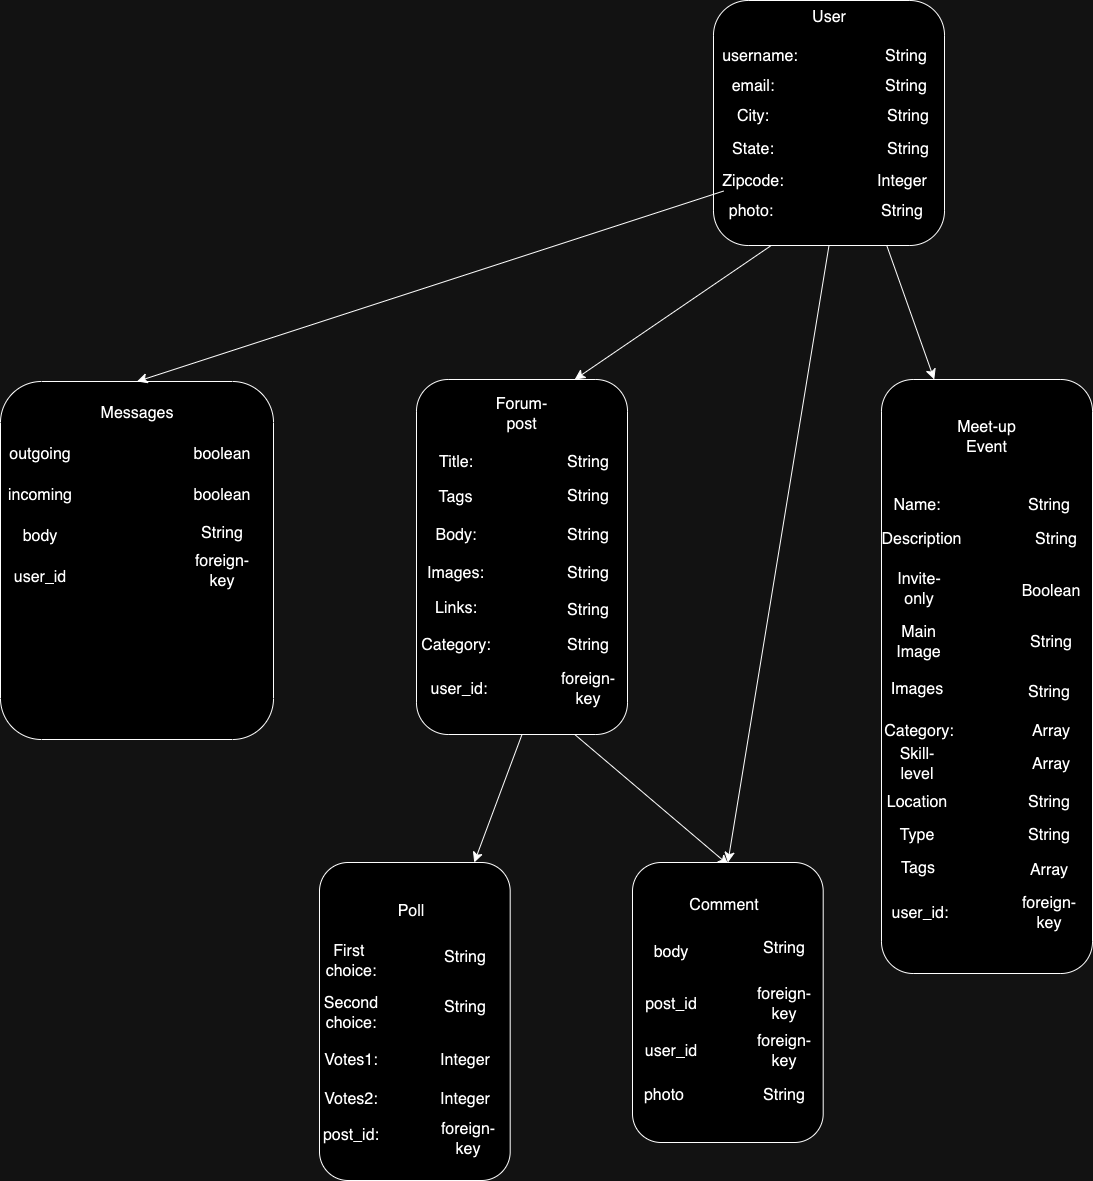 User
username: String
email: String
City: String
State: String
Zipcode: Integer
photo: String
Messages
outgoing boolean
incoming boolean
body String
user_id foreign-
key
Forum-
post
Title: String
Tags String
Body: String
Images: String
Links: String
Category: String
user_id: foreign-
key
Meet-up
Event
Name: String
Description String
Invite-
only Boolean
Main
Image String
Images String
Category: Array
Skill-
level Array
Location String
Type String
Tags Array
user_id: foreign-
key
Poll
First
choice: String
Second
choice: String
Votes1: Integer
Votes2: Integer
post_id: foreign-
key
Comment
body String
post_id foreign-
key
user_id foreign-
key
photo String